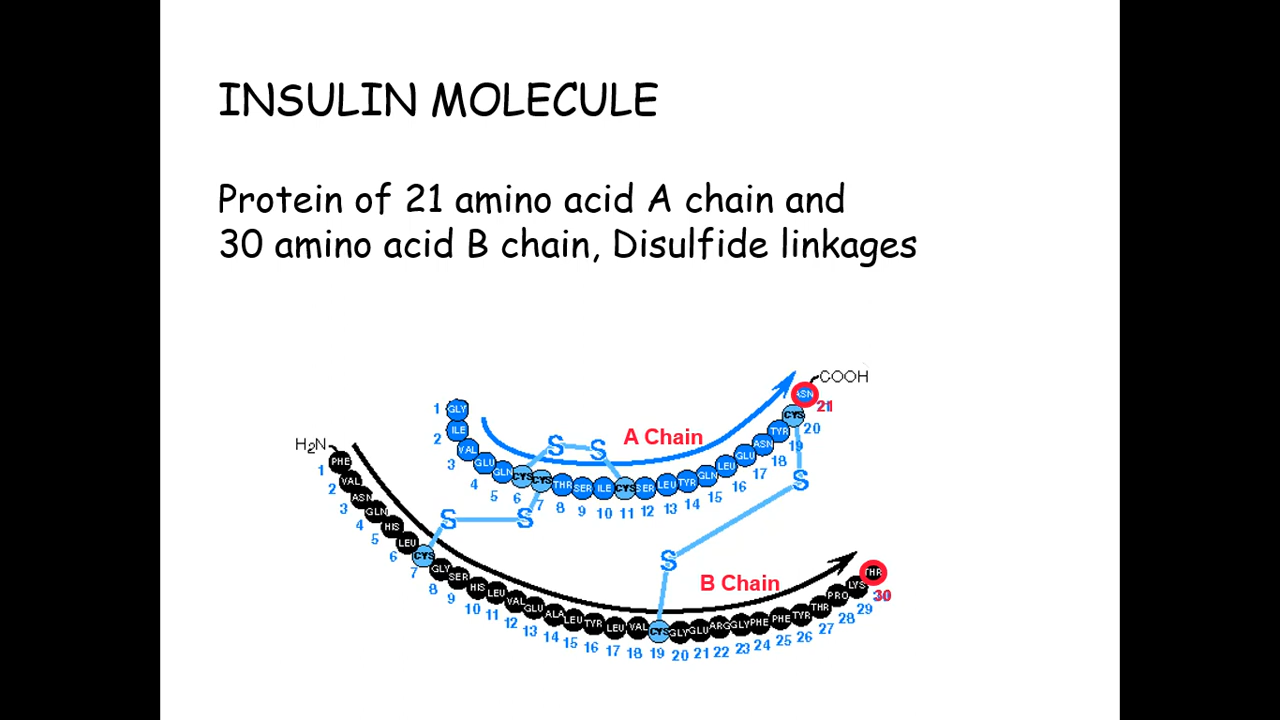 INSULIN MOLECULE
Protein of 21 amino acid A chain and
30 amino acid B chain, Disulfide linkages
COOH
ASN
21
1 GLY
CYS
20
2 ILE
TYR
19
A Chain
S S
H₂N
VAL
3
ASN
18
GLU
4
GLU
17
PHE
1
GLN
5
LEU
16
CYS
6
CYS
7
THR
8
SER
9
ILE
10
CYS
11
SER
12
LEU
13
TYR
14
GLN
15
S
VAL
2
ASN
3
GLN
4
S S
HIS
5
LEU
6
CYS
7
S
B Chain
GLY
8
SER
9
HIS
10
LEU
11
VAL
12
GLU
13
ALA
14
LEU
15
TYR
16
LEU
17
VAL
18
CYS
19
GLY
20
GLU
21
ARG
22
GLY
23
PHE
24
PHE
25
TYR
26
THR
27
PRO
28
LYS
29
THR
30